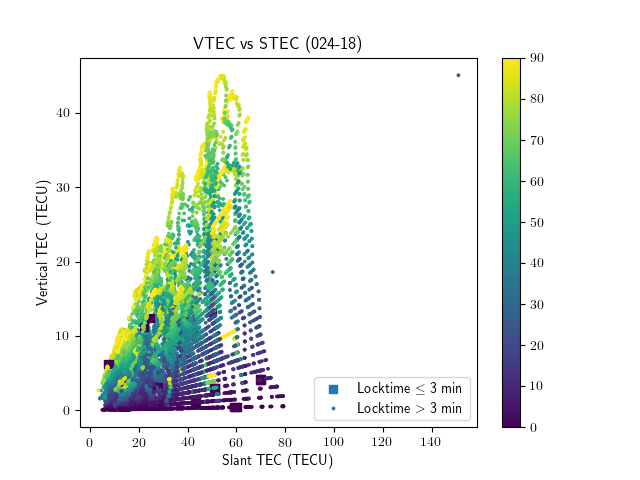 VTEC vs STEC (024-18)
90
80
70
60
50
40
30
20
10
0
40
30
20
10
0
Vertical TEC (TECU)
Locktime ≤ 3 min
Locktime > 3 min
0 20 40 60 80 100 120 140
Slant TEC (TECU)